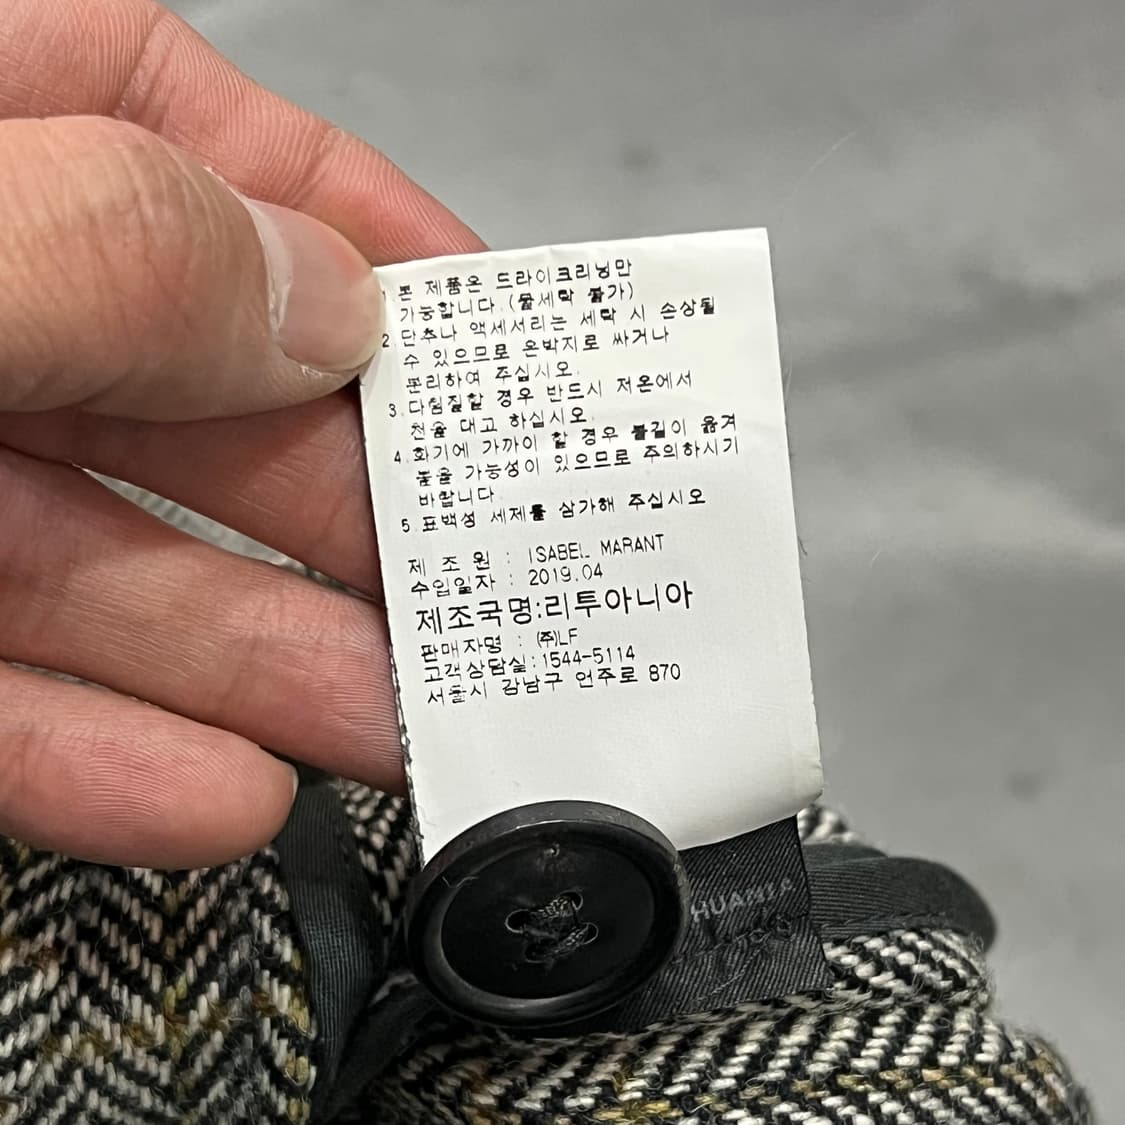 1.본 제품은 드라이크리닝만
가능합니다.(물세탁 불가)
2.단추나 액세서리는 세탁 시 손상될
수 있으므로 은박지로 싸거나
분리하여 주십시오.
3.다림질할 경우 반드시 저온에서
천을 대고 하십시오.
4.화기에 가까이 할 경우 불길이 옮겨
붙을 가능성이 있으므로 주의하시기
바랍니다.
5.표백성 세제를 삼가해 주십시오
제 조 원 : ISABEL MARANT
수입일자 : 2019.04
제조국명:리투아니아
판매자명 : (주)LF
고객상담실:1544-5114
서울시 강남구 언주로 870
HUANIA